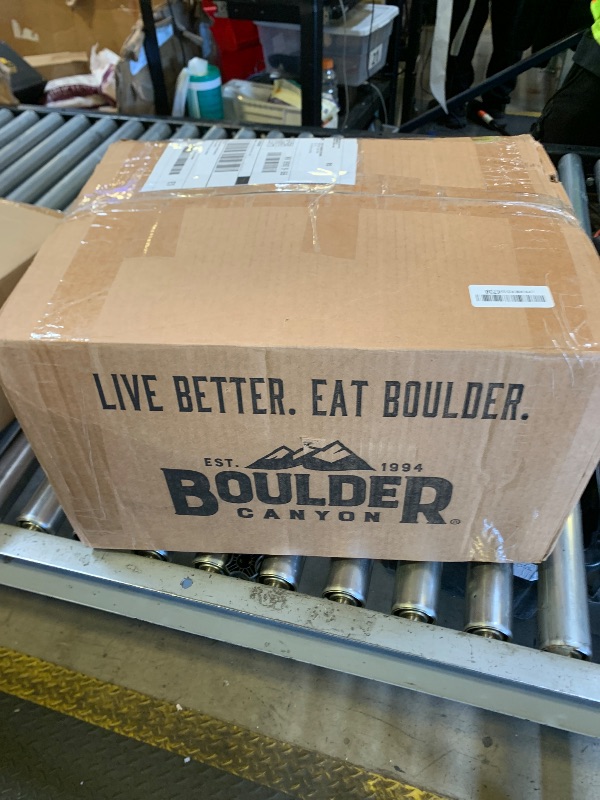 LIVE BETTER. EAT BOULDER.
EST. 1994
BOULDER
CANYON ®